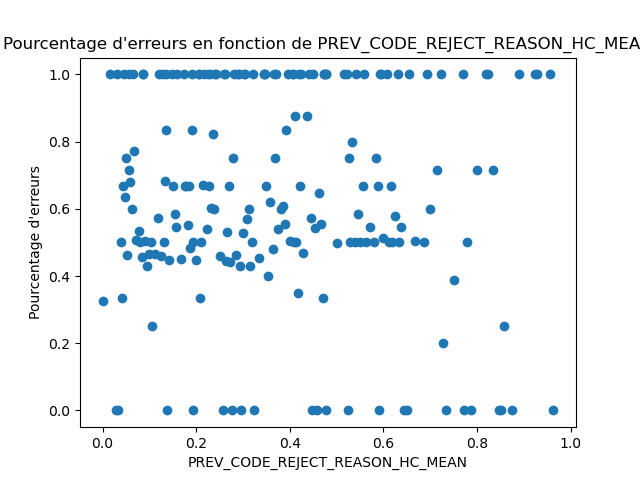 Pourcentage d'erreurs en fonction de PREV_CODE_REJECT_REASON_HC_MEA
1.0
0.8
0.6
0.4
0.2
0.0
Pourcentage d'erreurs
0.0 0.2 0.4 0.6 0.8 1.0
PREV_CODE_REJECT_REASON_HC_MEAN